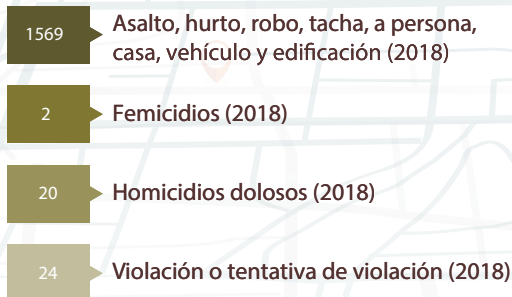 1569
Asalto, hurto, robo, tacha, a persona,
casa, vehículo y edificación (2018)
2
Femicidios (2018)
20
Homicidios dolosos (2018)
24
Violación o tentativa de violación (2018)